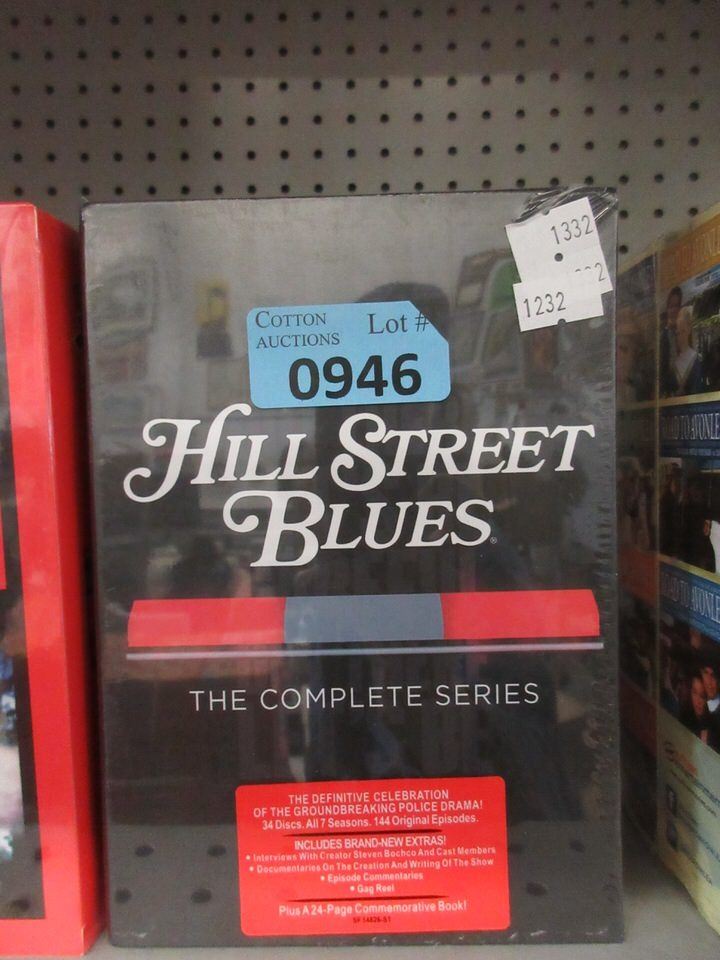 1332
1232
COTTON
AUCTIONS
Lot #
0946
HILL STREET
BLUES
THE COMPLETE SERIES
THE DEFINITIVE CELEBRATION
OF THE GROUNDBREAKING POLICE DRAMA!
34 Discs. All 7 Seasons. 144 Original Episodes.
INCLUDES BRAND-NEW EXTRAS!
• Interviews With Creator Steven Bochco And Cast Members
• Documentaries On The Creation And Writing Of The Show
• Episode Commentaries
• Gag Reel
Plus A 24-Page Commemorative Book!
SF 14826-S1